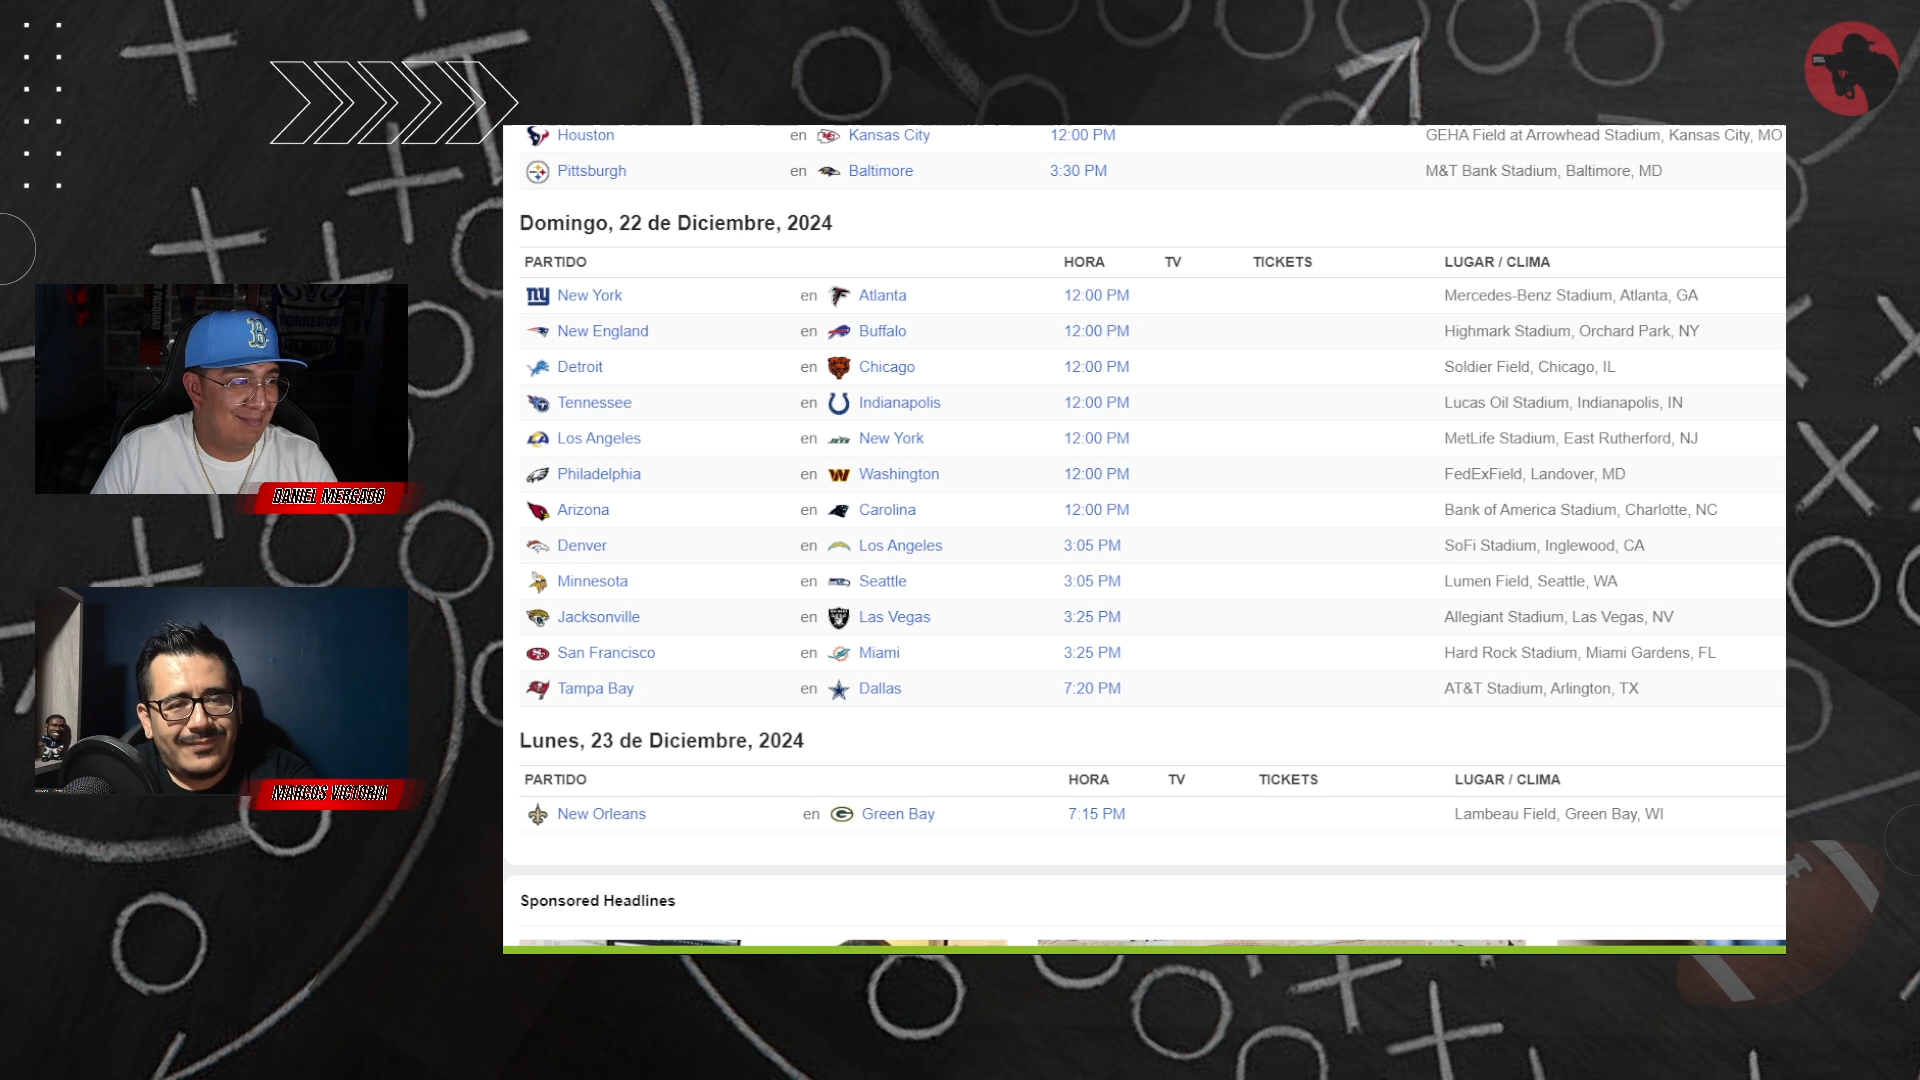 Houston en Kansas City 12:00 PM GEHA Field at Arrowhead Stadium, Kansas City, MO
Pittsburgh en Baltimore 3:30 PM M&T Bank Stadium, Baltimore, MD
Domingo, 22 de Diciembre, 2024
PARTIDO HORA TV TICKETS LUGAR / CLIMA
New York en Atlanta 12:00 PM Mercedes-Benz Stadium, Atlanta, GA
New England en Buffalo 12:00 PM Highmark Stadium, Orchard Park, NY
Detroit en Chicago 12:00 PM Soldier Field, Chicago, IL
Tennessee en Indianapolis 12:00 PM Lucas Oil Stadium, Indianapolis, IN
Los Angeles en New York 12:00 PM MetLife Stadium, East Rutherford, NJ
Philadelphia en Washington 12:00 PM FedExField, Landover, MD
Arizona en Carolina 12:00 PM Bank of America Stadium, Charlotte, NC
Denver en Los Angeles 3:05 PM SoFi Stadium, Inglewood, CA
Minnesota en Seattle 3:05 PM Lumen Field, Seattle, WA
Jacksonville en Las Vegas 3:25 PM Allegiant Stadium, Las Vegas, NV
San Francisco en Miami 3:25 PM Hard Rock Stadium, Miami Gardens, FL
Tampa Bay en Dallas 7:20 PM AT&T Stadium, Arlington, TX
Lunes, 23 de Diciembre, 2024
PARTIDO HORA TV TICKETS LUGAR / CLIMA
New Orleans en Green Bay 7:15 PM Lambeau Field, Green Bay, WI
Sponsored Headlines
DANIEL MERCADO
MARCOS VICTORIA
B
BORREGOS